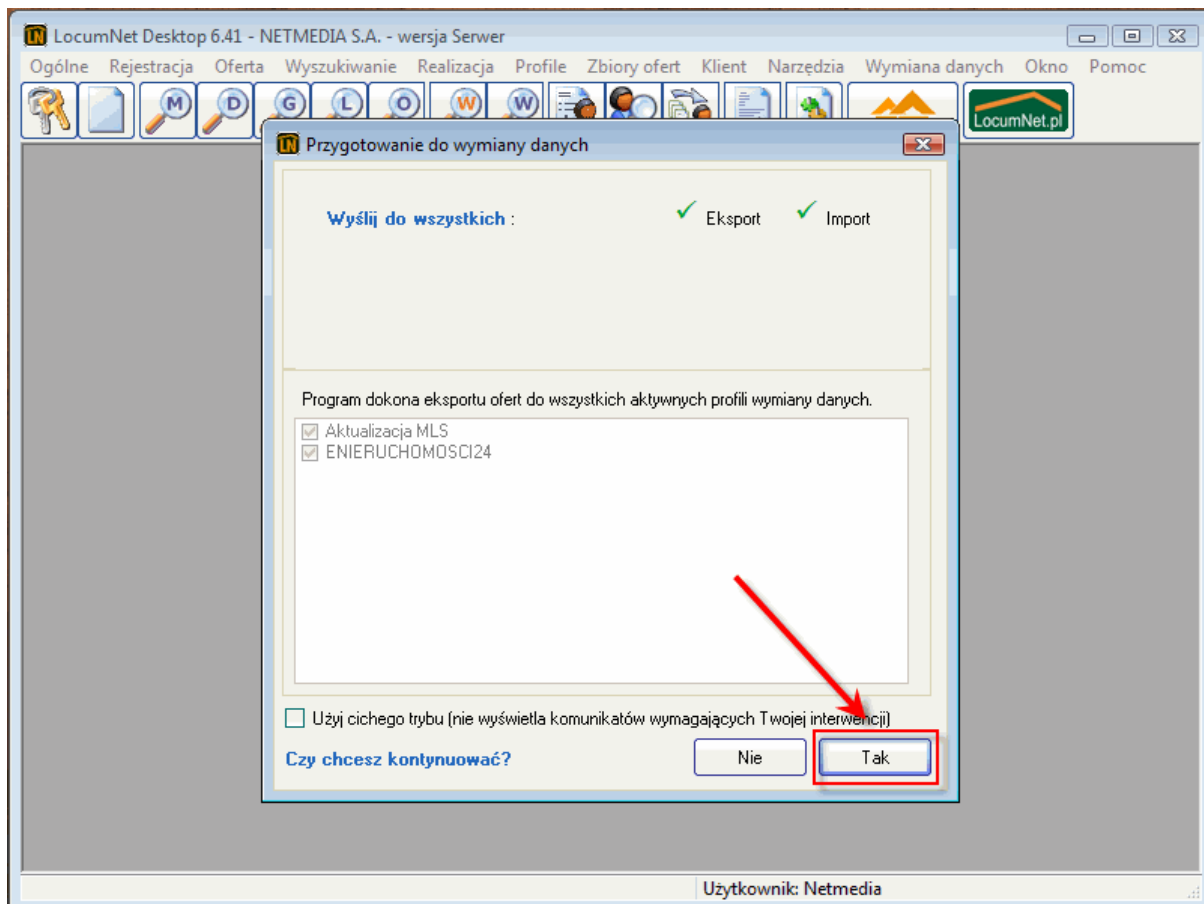 LocumNet Desktop 6.41 - NETMEDIA S.A. - wersja Serwer
Ogólne Rejestracja Oferta Wyszukiwanie Realizacja Profile Zbiory ofert Klient Narzędzia Wymiana danych Okno Pomoc
M D G L O W W LocumNet.pl
LN Przygotowanie do wymiany danych
Wyślij do wszystkich : Eksport Import
Program dokona eksportu ofert do wszystkich aktywnych profili wymiany danych.
Aktualizacja MLS
ENIERUCHOMOSCI24
Użyj cichego trybu (nie wyświetla komunikatów wymagających Twojej interwencji)
Czy chcesz kontynuować? Nie Tak
Użytkownik: Netmedia